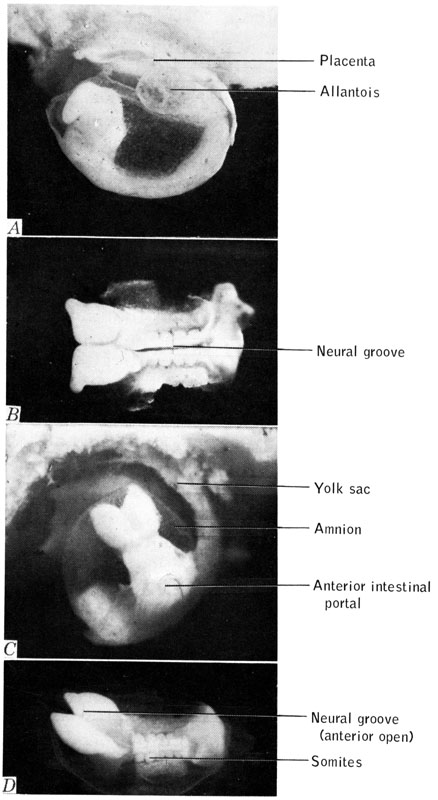 Placenta
Allantois
A
Neural groove
B
Yolk sac
Amnion
Anterior intestinal
portal
C
Neural groove
(anterior open)
Somites
D